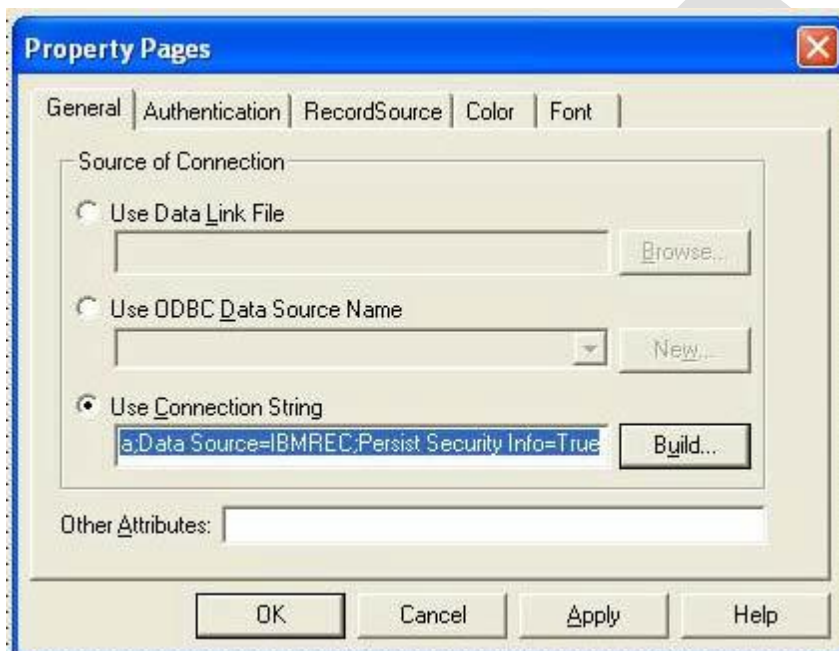 Property Pages
General Authentication RecordSource Color Font
Source of Connection
Use Data Link File
Browse...
Use ODBC Data Source Name
New...
Use Connection String
a;Data Source=IBMREC;Persist Security Info=True
Build...
Other Attributes:
OK Cancel Apply Help